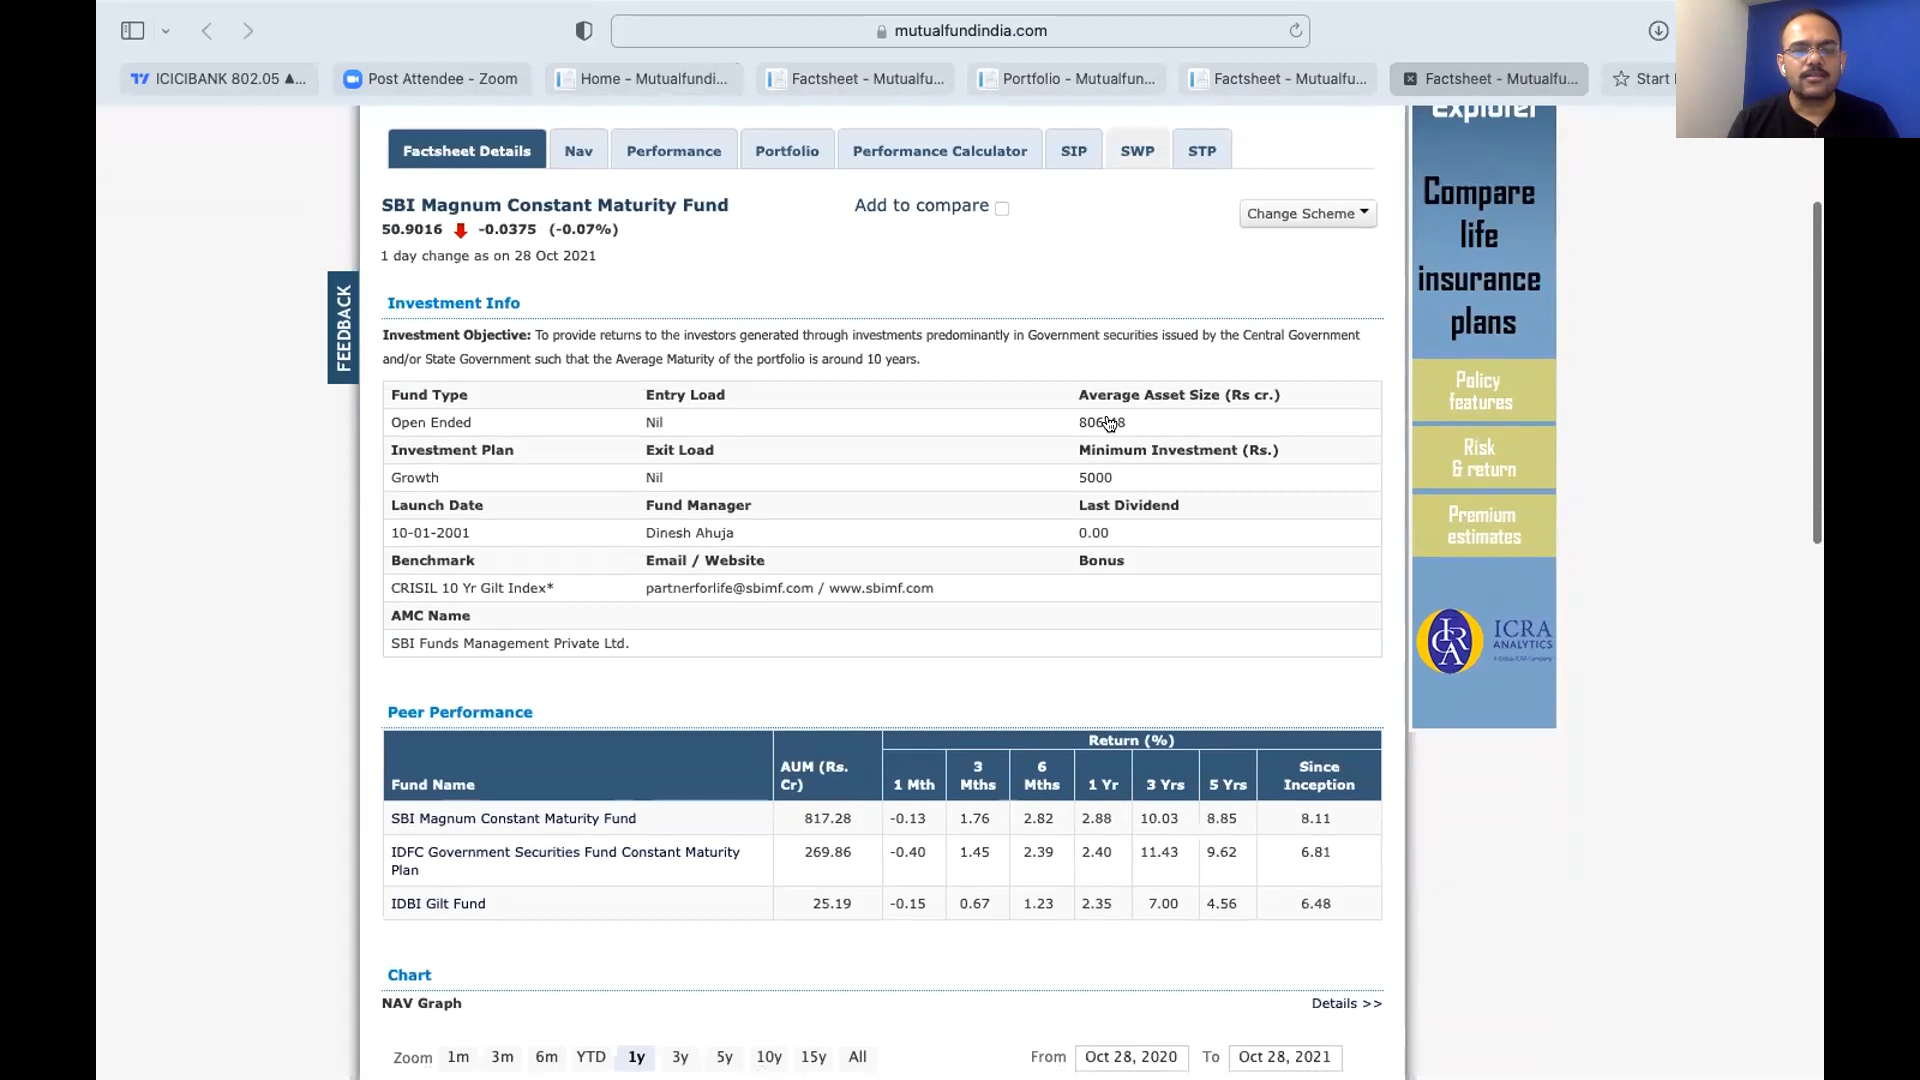 mutualfundindia.com
ICICIBANK 802.05 ▲...
Post Attendee - Zoom
Home - Mutualfundi...
Factsheet - Mutualfu...
Portfolio - Mutualfun...
Factsheet - Mutualfu...
Factsheet - Mutualfu...
Start
explorer
Factsheet Details
Nav
Performance
Portfolio
Performance Calculator
SIP
SWP
STP
SBI Magnum Constant Maturity Fund
Add to compare
Change Scheme
50.9016 -0.0375 (-0.07%)
1 day change as on 28 Oct 2021
FEEDBACK
Investment Info
Investment Objective: To provide returns to the investors generated through investments predominantly in Government securities issued by the Central Government
and/or State Government such that the Average Maturity of the portfolio is around 10 years.
Fund Type Entry Load Average Asset Size (Rs cr.)
Open Ended Nil
Investment Plan Exit Load Minimum Investment (Rs.)
Growth Nil 5000
Launch Date Fund Manager Last Dividend
10-01-2001 Dinesh Ahuja 0.00
Benchmark Email / Website Bonus
CRISIL 10 Yr Gilt Index* partnerforlife@sbimf.com / www.sbimf.com
AMC Name
SBI Funds Management Private Ltd.
Compare
life
insurance
plans
Policy
features
Risk
& return
Premium
estimates
ICRA
ICRA
ANALYTICS
Peer Performance
Fund Name AUM (Rs. Cr) Return (%)
1 Mth 3 Mths 6 Mths 1 Yr 3 Yrs 5 Yrs Since Inception
SBI Magnum Constant Maturity Fund 817.28 -0.13 1.76 2.82 2.88 10.03 8.85 8.11
IDFC Government Securities Fund Constant Maturity
Plan 269.86 -0.40 1.45 2.39 2.40 11.43 9.62 6.81
IDBI Gilt Fund 25.19 -0.15 0.67 1.23 2.35 7.00 4.56 6.48
Chart
NAV Graph
Details >>
Zoom 1m 3m 6m YTD 1y 3y 5y 10y 15y All
From Oct 28, 2020 To Oct 28, 2021